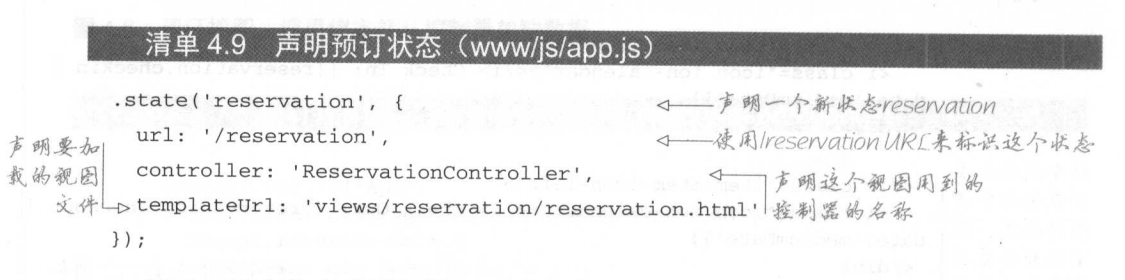 清单 4.9 声明预订状态（www/js/app.js）
.state('reservation', {
声明一个新状态reservation
url: '/reservation',
使用/reservation URL来标识这个状态
声明要加
载的视图
文件
controller: 'ReservationController',
声明这个视图用到的
控制器的名称
templateUrl: 'views/reservation/reservation.html'
});